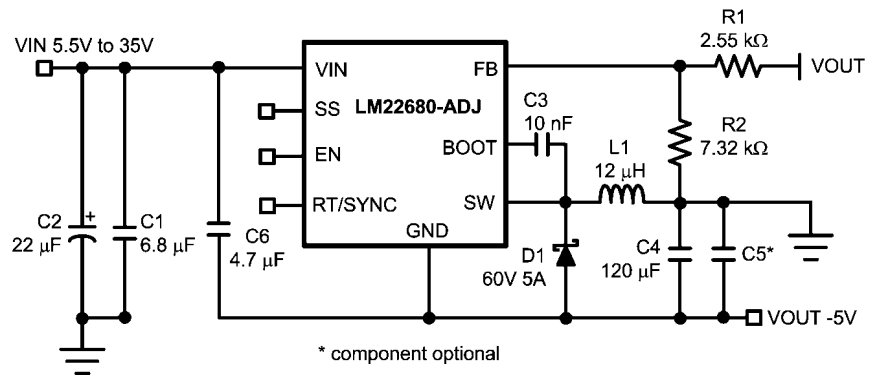 VIN 5.5V to 35V
R1
2.55 kΩ
VOUT
VIN
FB
LM22680-ADJ
SS
C3
10 nF
R2
7.32 kΩ
EN
BOOT
L1
12 μH
RT/SYNC
SW
GND
C2
22 μF
+
C1
6.8 μF
C6
4.7 μF
D1
60V 5A
C4
120 μF
C5*
VOUT -5V
* component optional